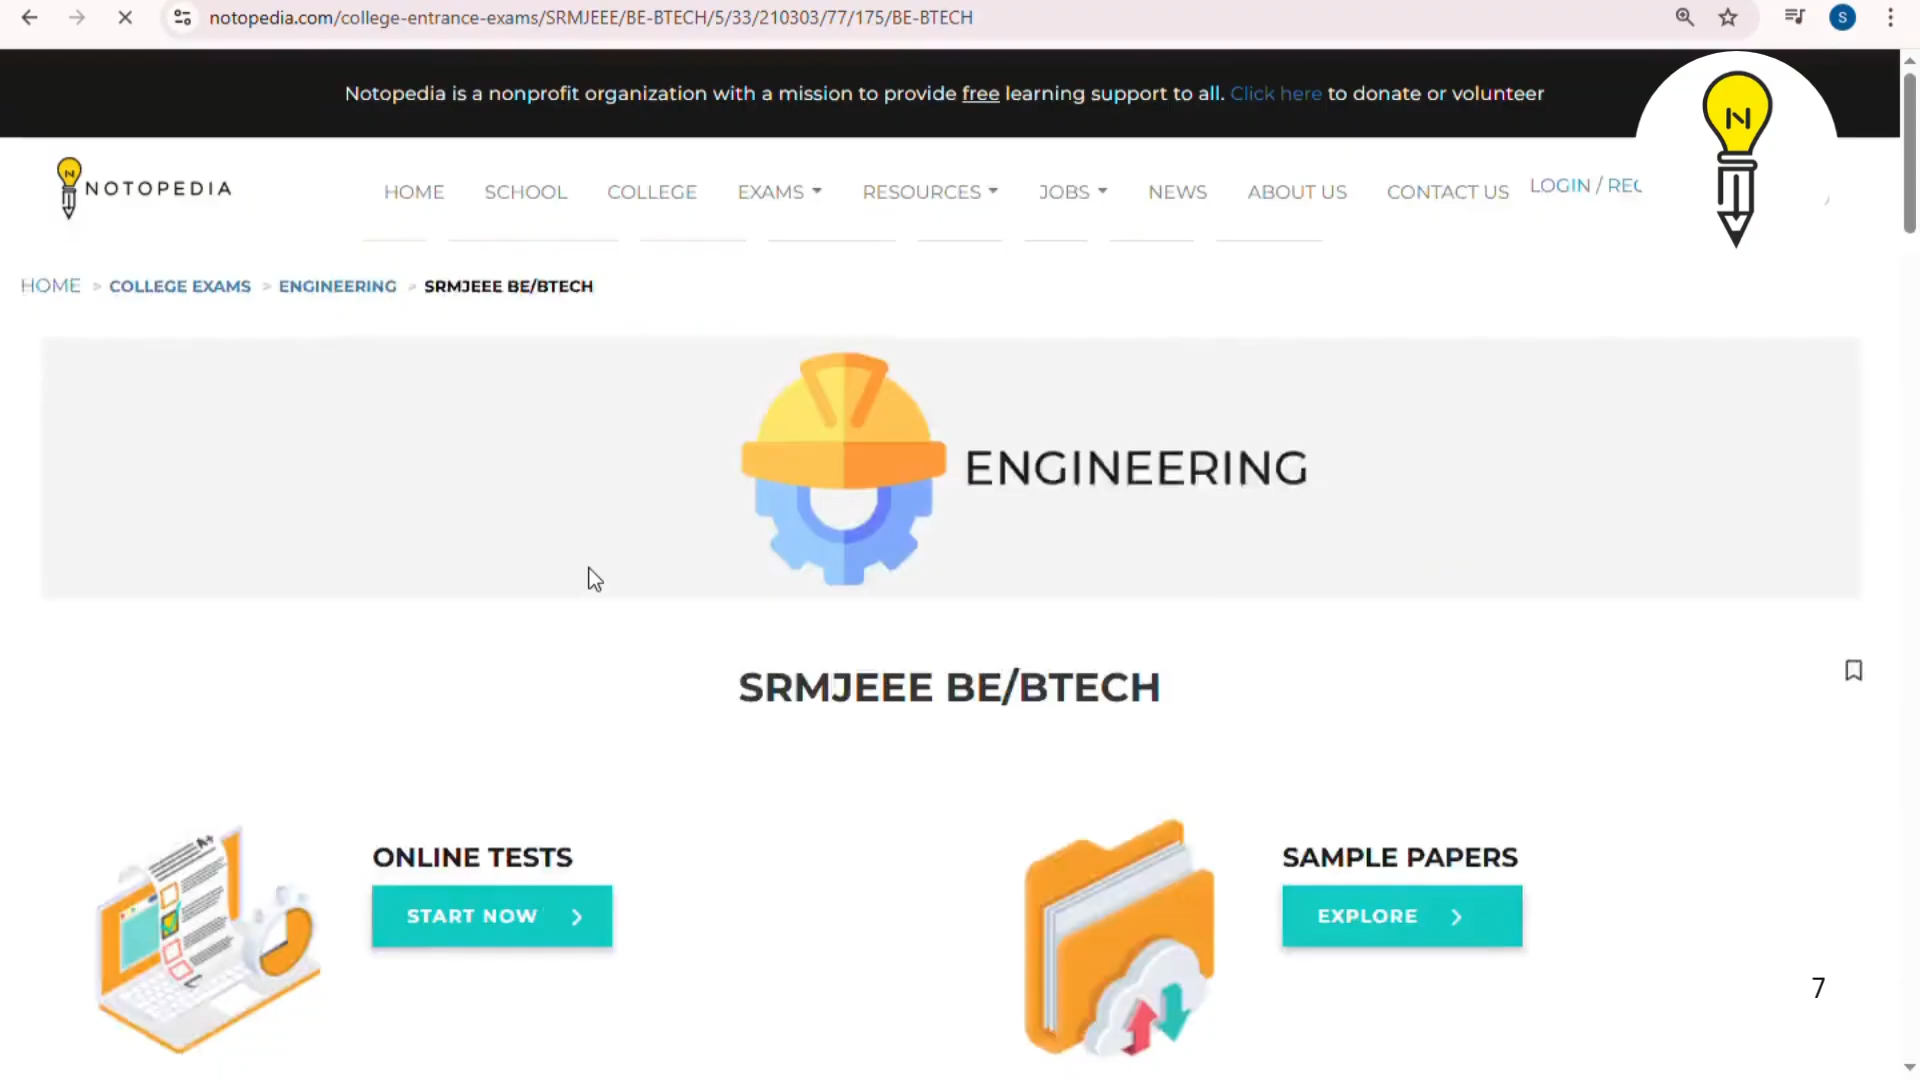 notopedia.com/college-entrance-exams/SRMJEEE/BE-BTECH/5/33/210303/77/175/BE-BTECH
S
Notopedia is a nonprofit organization with a mission to provide free learning support to all. Click here to donate or volunteer
N
NOTOPEDIA
HOME SCHOOL COLLEGE EXAMS RESOURCES JOBS NEWS ABOUT US CONTACT US LOGIN / REG
HOME > COLLEGE EXAMS > ENGINEERING > SRMJEEE BE/BTECH
ENGINEERING
SRMJEEE BE/BTECH
A+
ONLINE TESTS
START NOW >
SAMPLE PAPERS
EXPLORE >
7